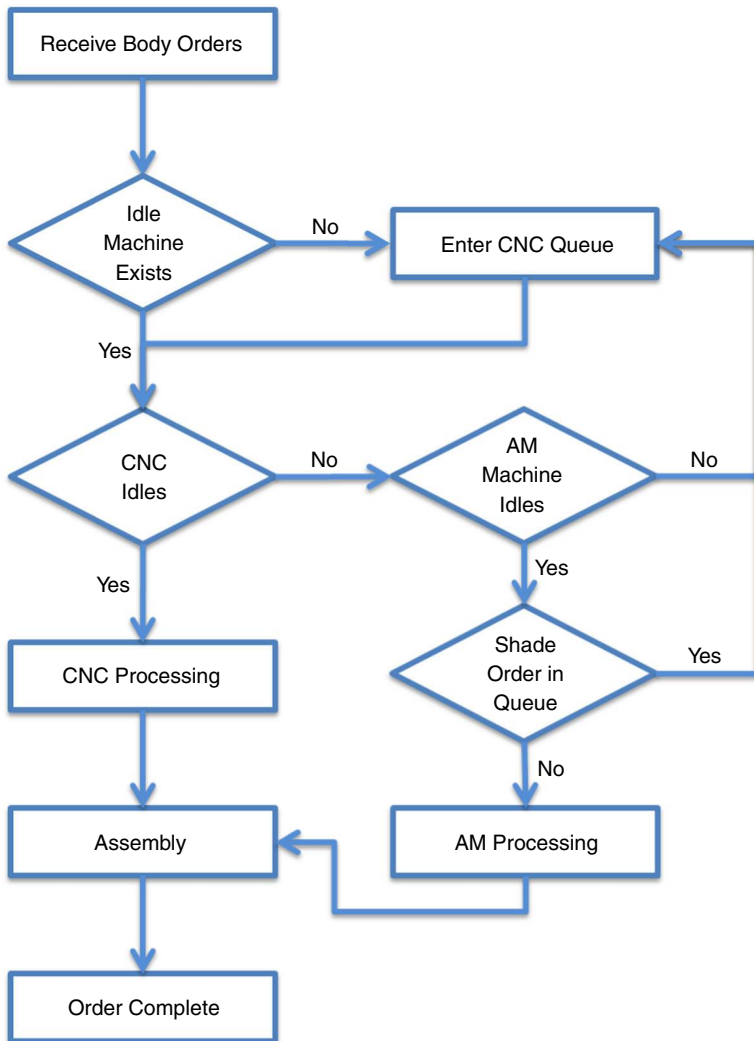 Receive Body Orders
Idle
Machine
Exists
No
Enter CNC Queue
Yes
CNC
Idles
No
AM
Machine
Idles
No
Yes
Yes
CNC Processing
Shade
Order in
Queue
Yes
No
Assembly
AM Processing
Order Complete